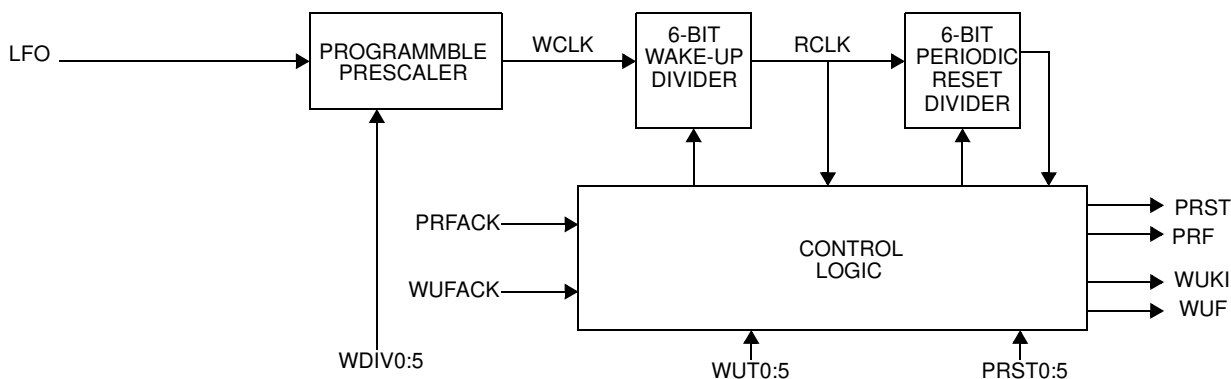 LFO
PROGRAMMBLE
PRESCALER
WCLK
6-BIT
WAKE-UP
DIVIDER
RCLK
6-BIT
PERIODIC
RESET
DIVIDER
PRFACK
WUFACK
CONTROL
LOGIC
PRST
PRF
WUKI
WUF
WDIV0:5
WUT0:5
PRST0:5